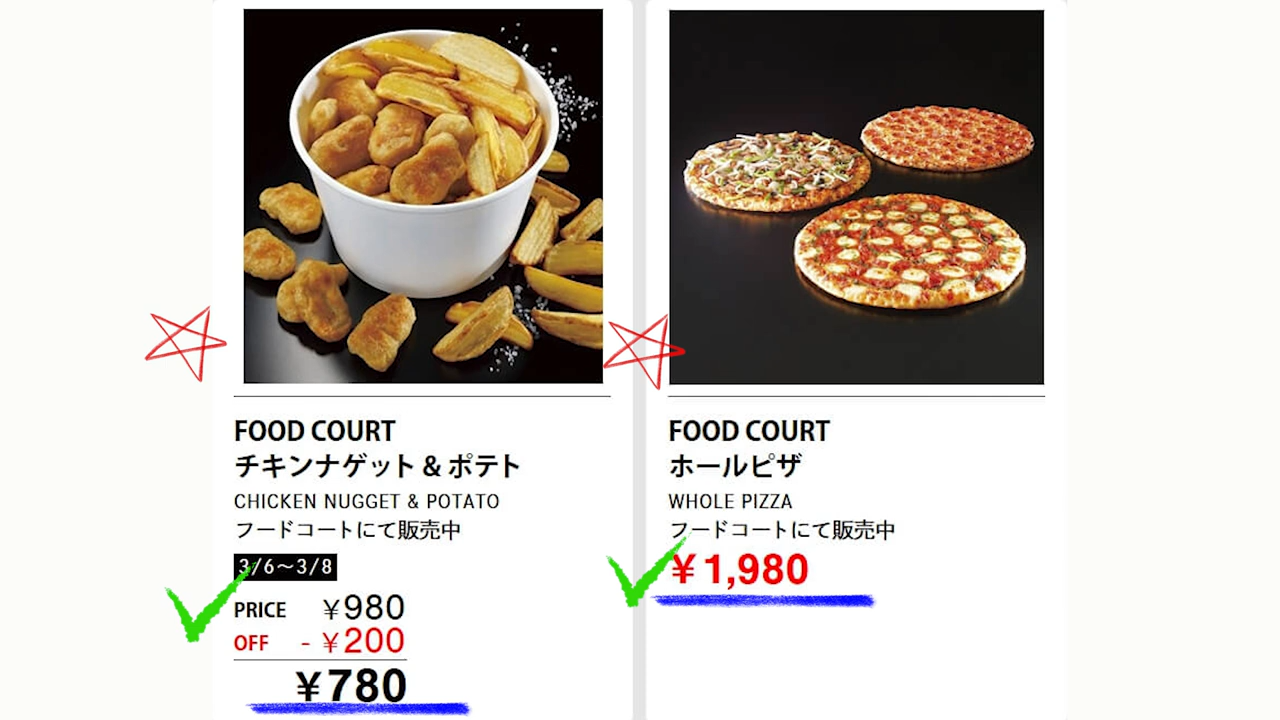 FOOD COURT
チキンナゲット & ポテト
CHICKEN NUGGET & POTATO
フードコートにて販売中
3/6～3/8
PRICE ￥980
OFF - ￥200
￥780
FOOD COURT
ホールピザ
WHOLE PIZZA
フードコートにて販売中
￥1,980